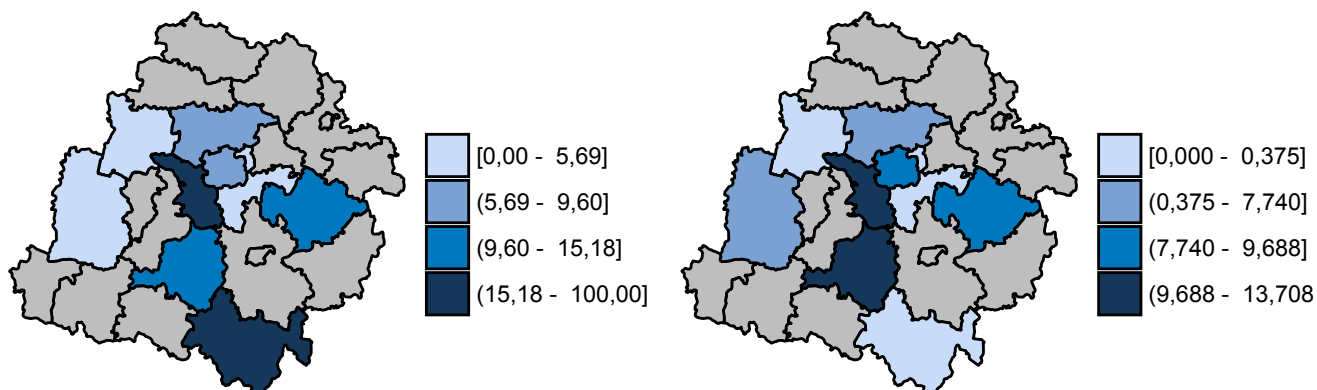 [0,00 - 5,69]
(5,69 - 9,60]
(9,60 - 15,18]
(15,18 - 100,00]
[0,000 - 0,375]
(0,375 - 7,740]
(7,740 - 9,688]
(9,688 - 13,708